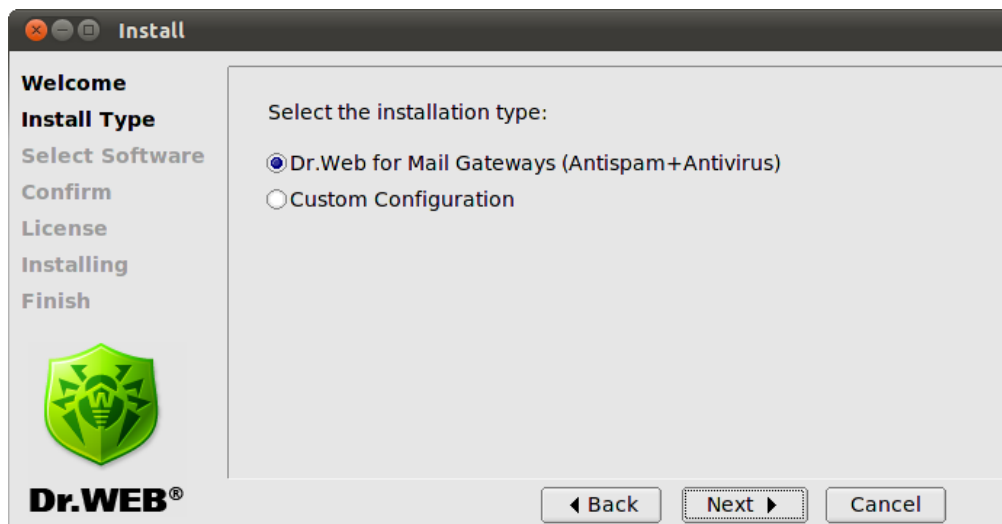 Install
Welcome
Install Type
Select Software
Confirm
License
Installing
Finish
Select the installation type:
Dr.Web for Mail Gateways (Antispam+Antivirus)
Custom Configuration
W
Dr.WEB®
Back
Next
Cancel